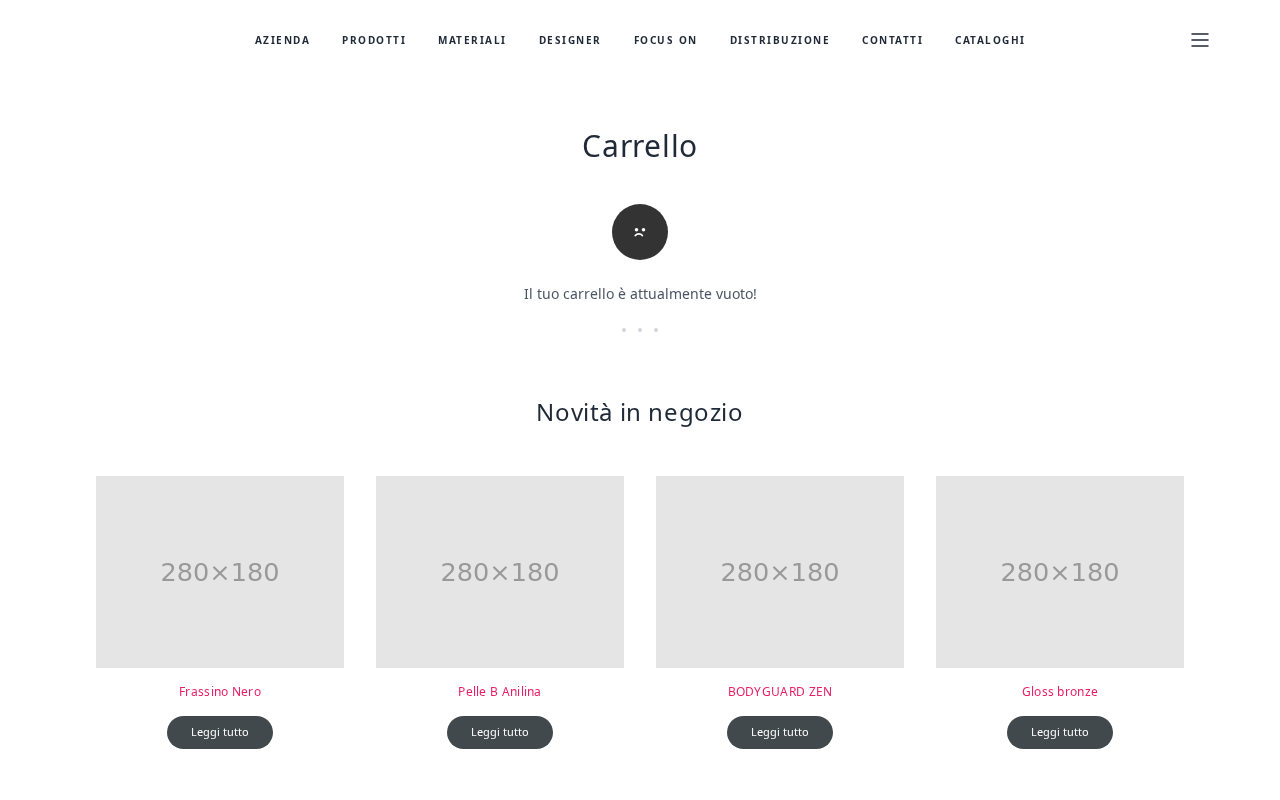 AZIENDA PRODOTTI MATERIALI DESIGNER FOCUS ON DISTRIBUZIONE CONTATTI CATALOGHI
Carrello
Il tuo carrello è attualmente vuoto!
Novità in negozio
280×180 280×180 280×180 280×180
Frassino Nero Pelle B Anilina BODYGUARD ZEN Gloss bronze
Leggi tutto Leggi tutto Leggi tutto Leggi tutto